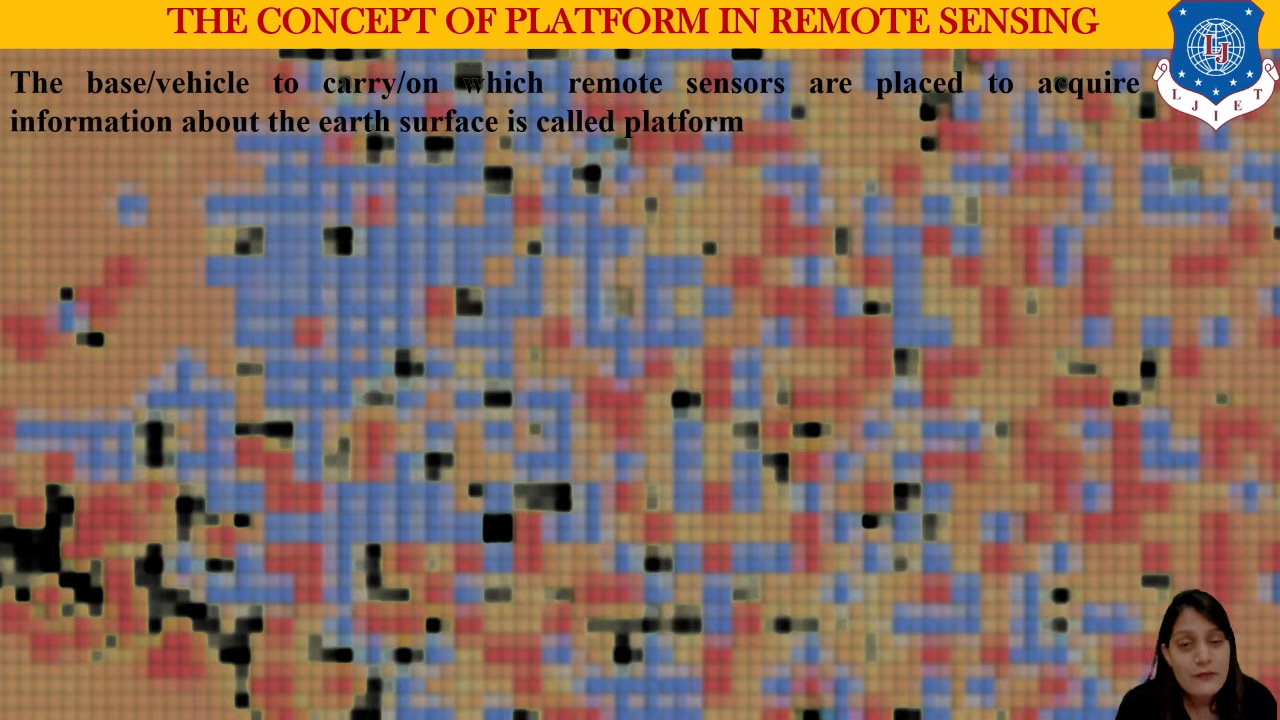 THE CONCEPT OF PLATFORM IN REMOTE SENSING
The base/vehicle to carry/on which remote sensors are placed to acquire
information about the earth surface is called platform
LJ
L J I E T